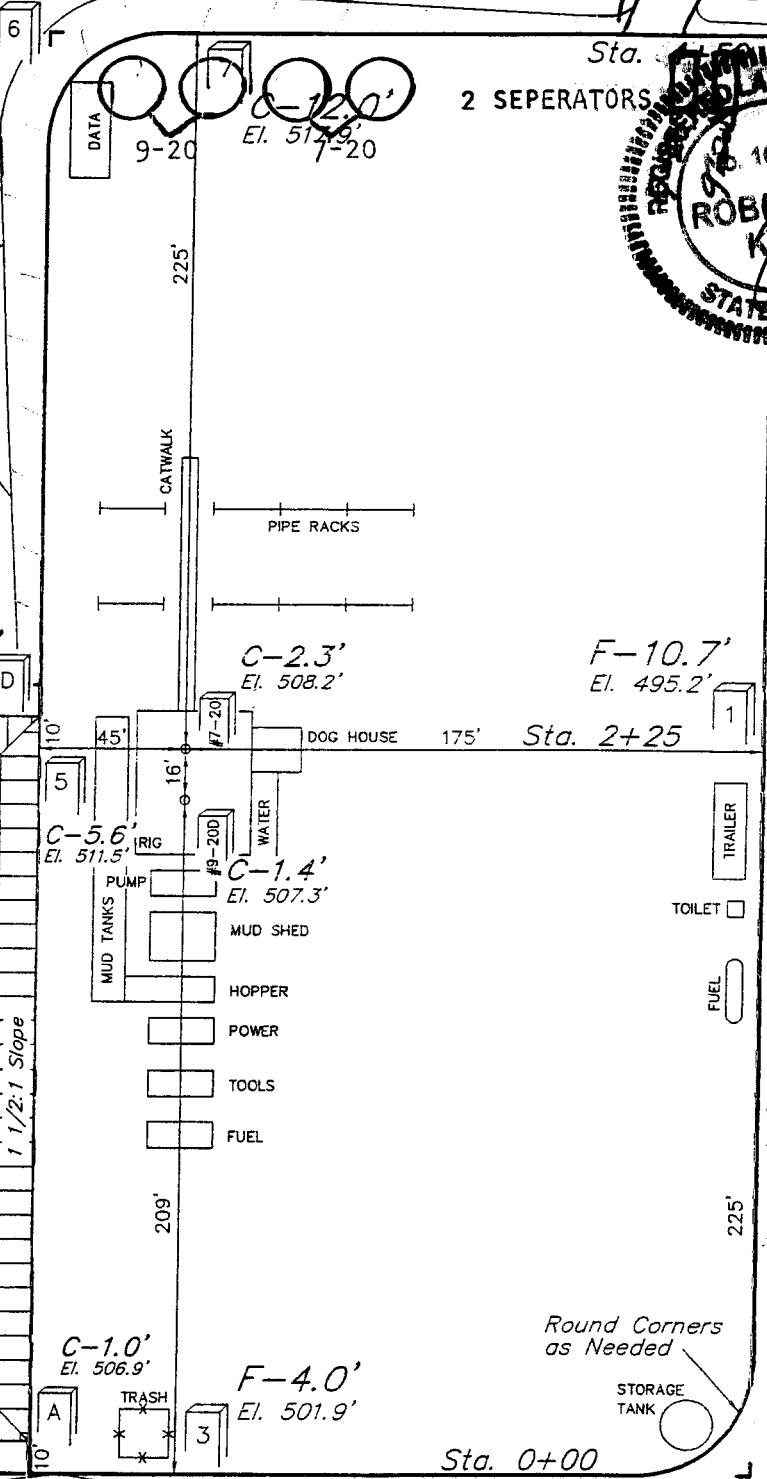 6
Sta.
2 SEPERATORS
DATA
7
C-12.0'
El. 517.9'
9-20
7-20
STATE
225'
CATWALK
PIPE RACKS
C-2.3'
El. 508.2'
F-10.7'
El. 495.2'
D
1
#7-20
10'
45'
DOG HOUSE
175'
Sta. 2+25
16'
5
C-5.6'
El. 511.5'
RIG
WATER
#9-20D
C-1.4'
El. 507.3'
TRAILER
PUMP
MUD TANKS
MUD SHED
TOILET
HOPPER
FUEL
POWER
1 1/2:1 Slope
TOOLS
FUEL
209'
225'
Round Corners
as Needed
C-1.0'
El. 506.9'
F-4.0'
El. 501.9'
STORAGE
TANK
A
TRASH
3
10'
Sta. 0+00